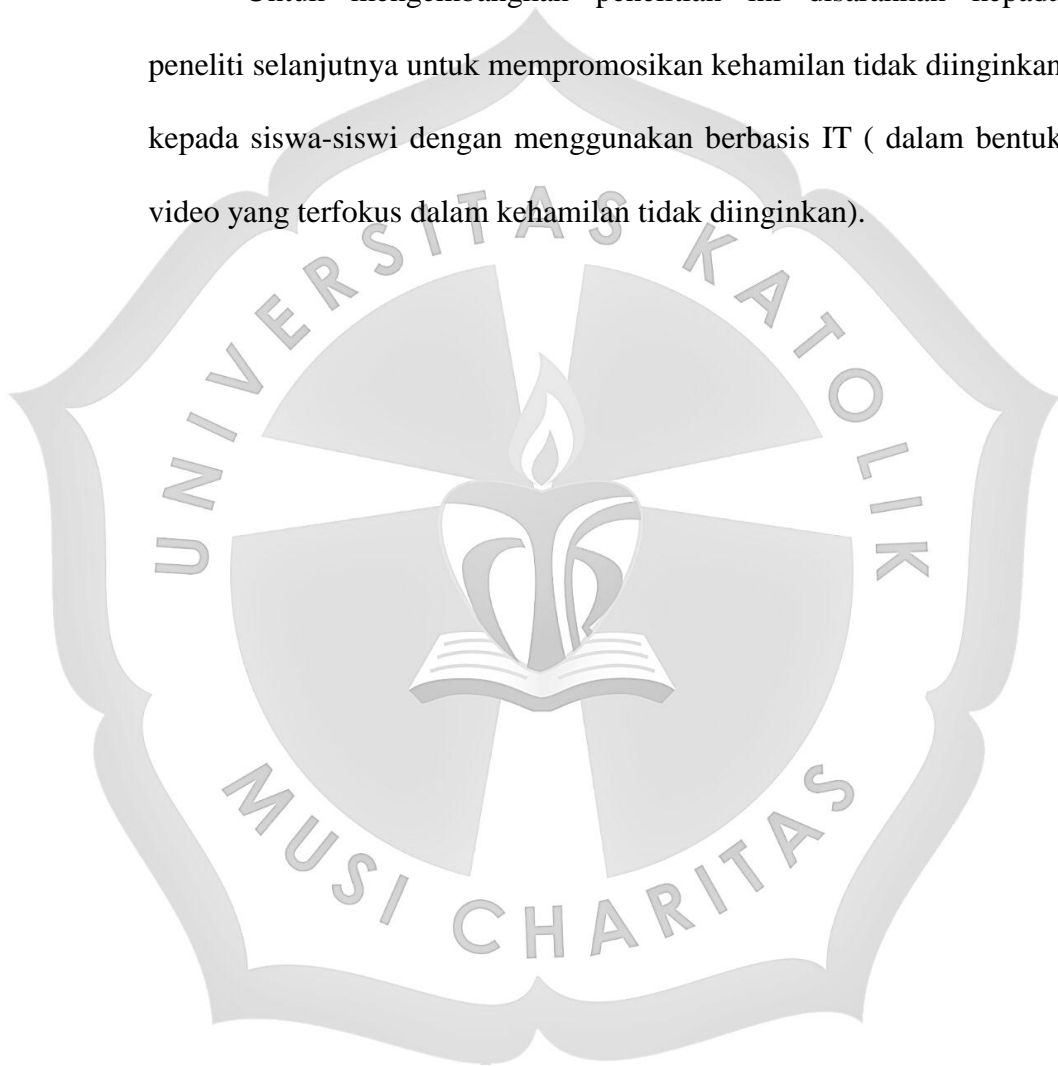 peneliti selanjutnya untuk mempromosikan kehamilan tidak diinginkan
kepada siswa-siswi dengan menggunakan berbasis IT ( dalam bentuk
video yang terfokus dalam kehamilan tidak diinginkan).
UNIVERSITAS KATOLIK
MUSI CHARITAS